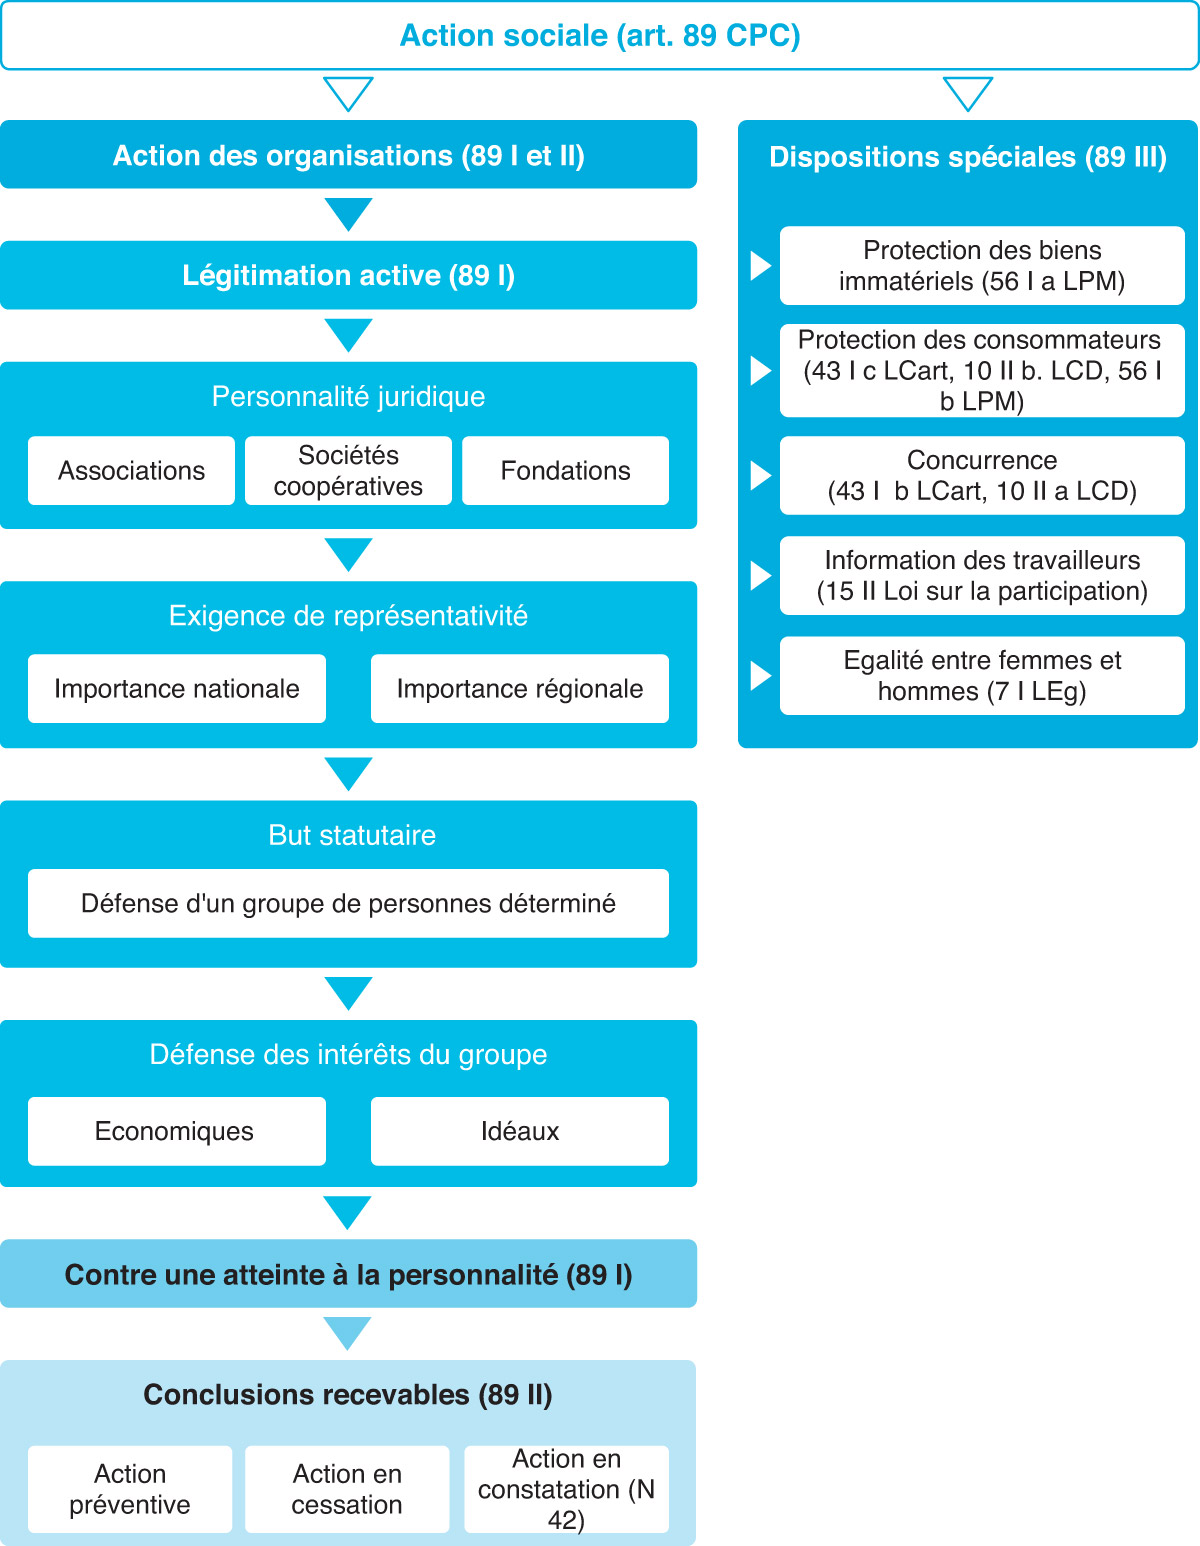 Action sociale (art. 89 CPC)
Action des organisations (89 I et II)
Légitimation active (89 I)
Personnalité juridique
Associations
Sociétés
coopératives
Fondations
Exigence de représentativité
Importance nationale
Importance régionale
But statutaire
Défense d'un groupe de personnes déterminé
Défense des intérêts du groupe
Economiques
Idéaux
Contre une atteinte à la personnalité (89 I)
Conclusions recevables (89 II)
Action
préventive
Action en
cessation
Action en
constatation (N
42)
Dispositions spéciales (89 III)
Protection des biens
immatériels (56 I a LPM)
Protection des consommateurs
(43 I c LCart, 10 II b. LCD, 56 I
b LPM)
Concurrence
(43 I  b LCart, 10 II a LCD)
Information des travailleurs
(15 II Loi sur la participation)
Egalité entre femmes et
hommes (7 I LEg)